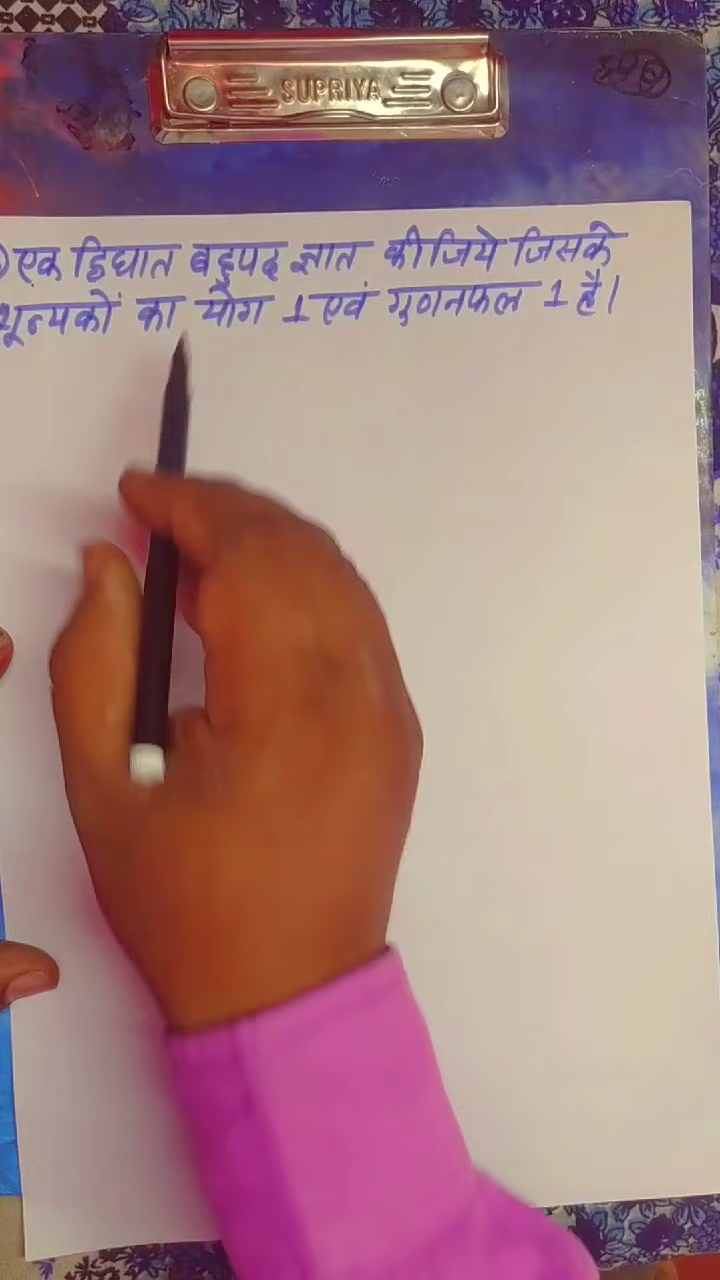 SUPRIYA
एक द्विघात बहुपद ज्ञात कीजिये जिसके
शून्यकों का योग 1 एवं गुणनफल 1 है।